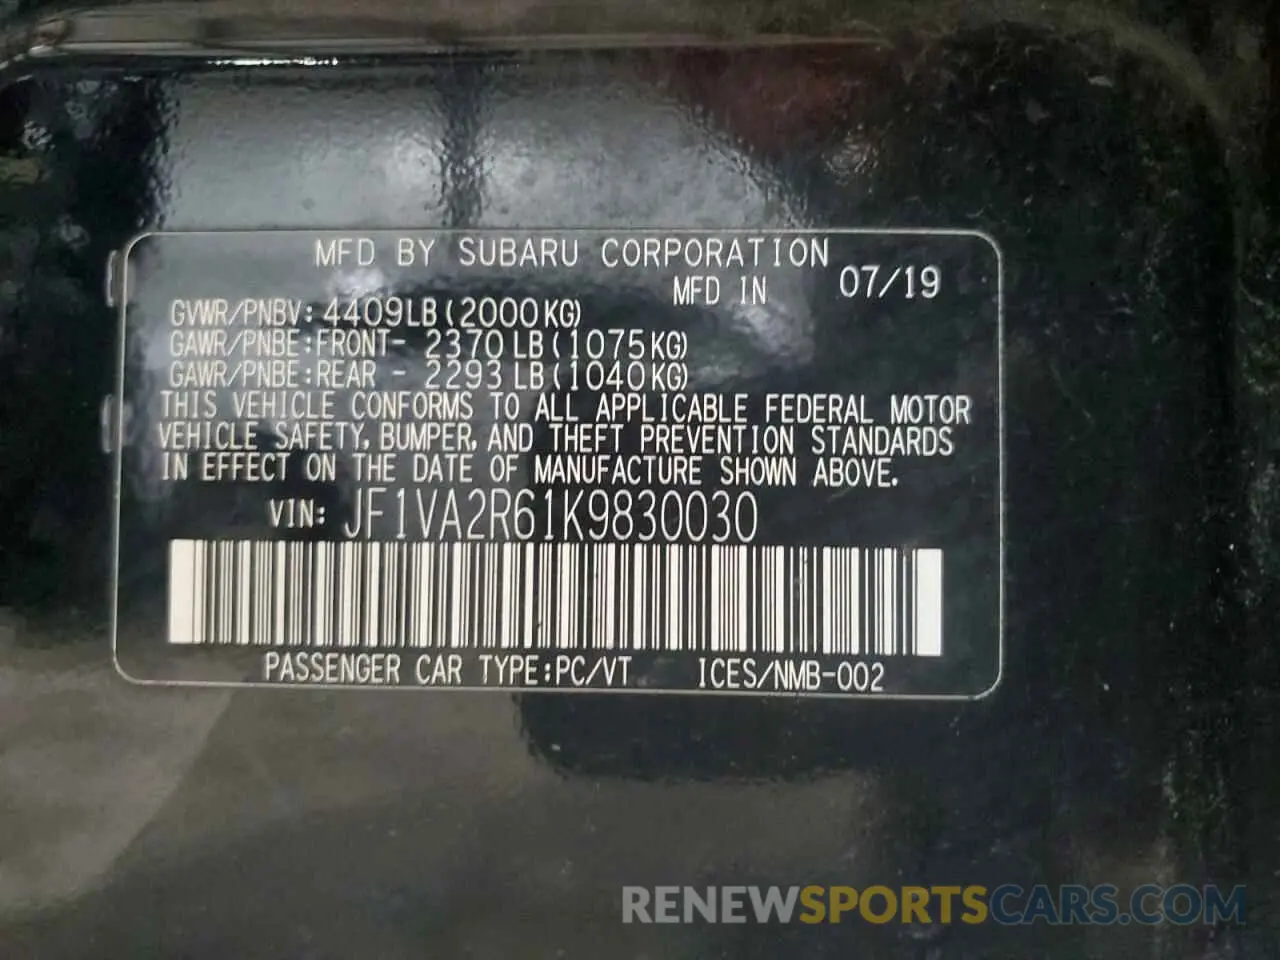 MFD BY SUBARU CORPORATION
MFD IN 07/19
GVWR/PNBV: 4409LB(2000KG)
GAWR/PNBE:FRONT- 2370LB(1075KG)
GAWR/PNBE:REAR - 2293LB(1040KG)
THIS VEHICLE CONFORMS TO ALL APPLICABLE FEDERAL MOTOR
VEHICLE SAFETY, BUMPER, AND THEFT PREVENTION STANDARDS
IN EFFECT ON THE DATE OF MANUFACTURE SHOWN ABOVE.
VIN: JF1VA2R61K9830030
PASSENGER CAR TYPE:PC/VT ICES/NMB-002
RENEWSPORTSCARS.COM